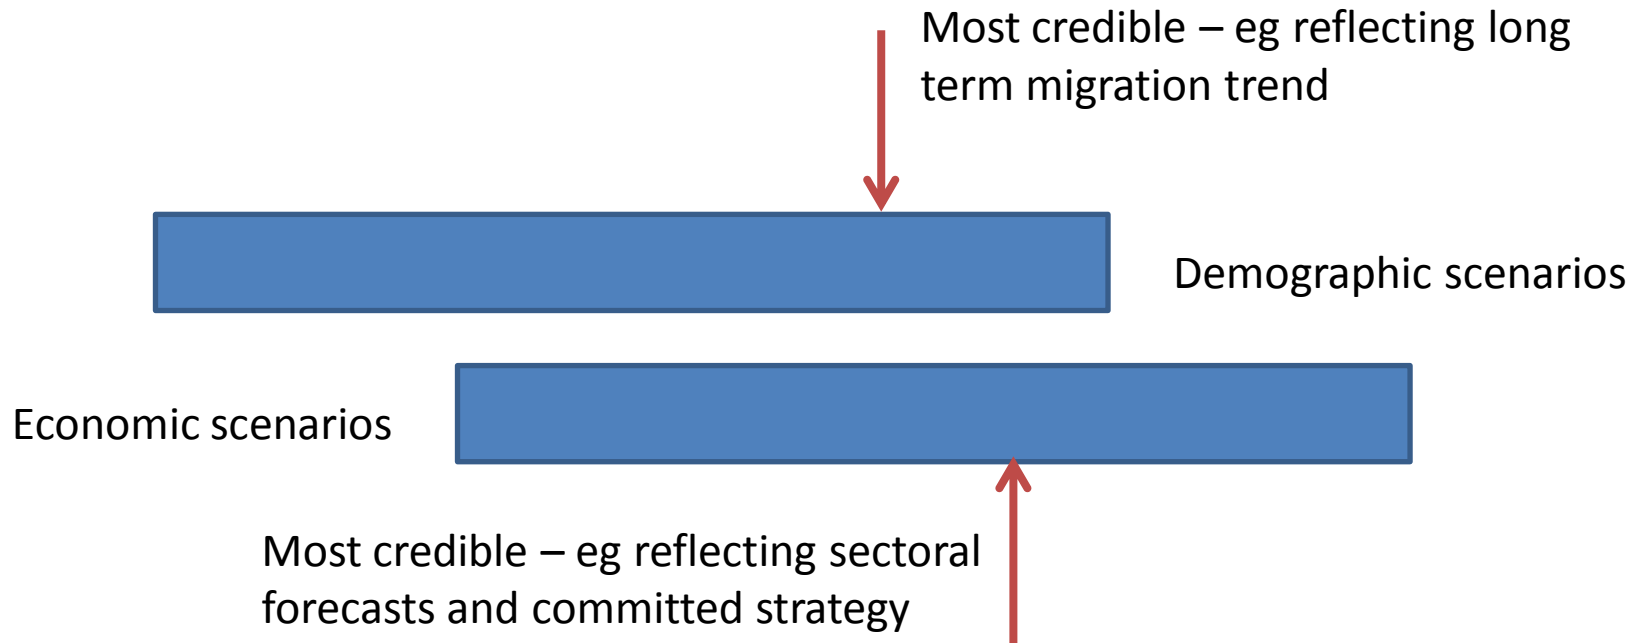 Most credible – eg reflecting long
term migration trend
Demographic scenarios
Economic scenarios
Most credible – eg reflecting sectoral
forecasts and committed strategy